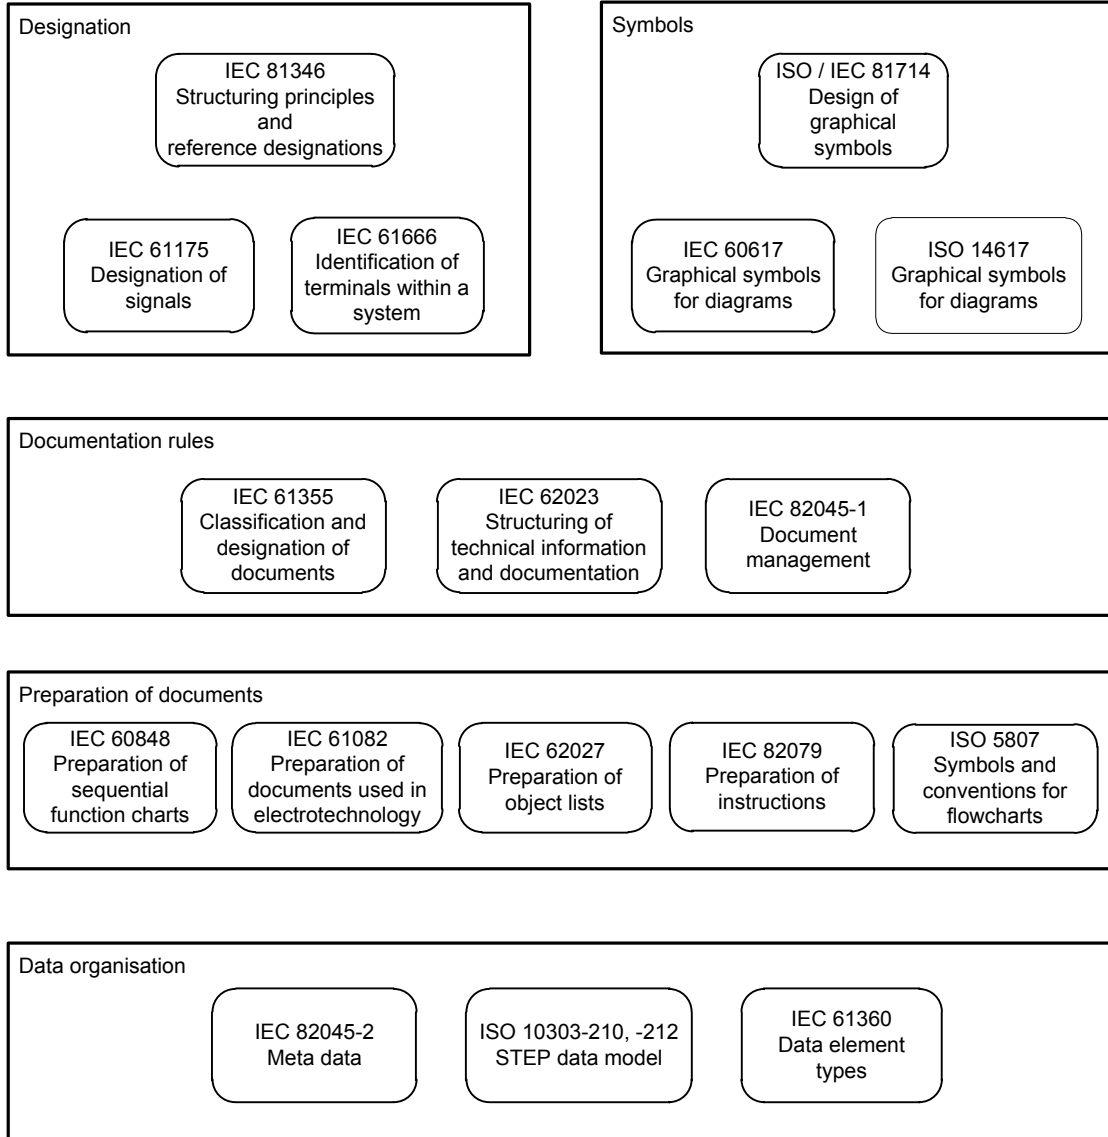 Designation
IEC 81346
Structuring principles
and
reference designations
IEC 61175
Designation of
signals
IEC 61666
Identification of
terminals within a
system
Symbols
ISO / IEC 81714
Design of
graphical
symbols
IEC 60617
Graphical symbols
for diagrams
ISO 14617
Graphical symbols
for diagrams
Documentation rules
IEC 61355
Classification and
designation of
documents
IEC 62023
Structuring of
technical information
and documentation
IEC 82045-1
Document
management
Preparation of documents
IEC 60848
Preparation of
sequential
function charts
IEC 61082
Preparation of
documents used in
electrotechnology
IEC 62027
Preparation of
object lists
IEC 82079
Preparation of
instructions
ISO 5807
Symbols and
conventions for
flowcharts
Data organisation
IEC 82045-2
Meta data
ISO 10303-210, -212
STEP data model
IEC 61360
Data element
types